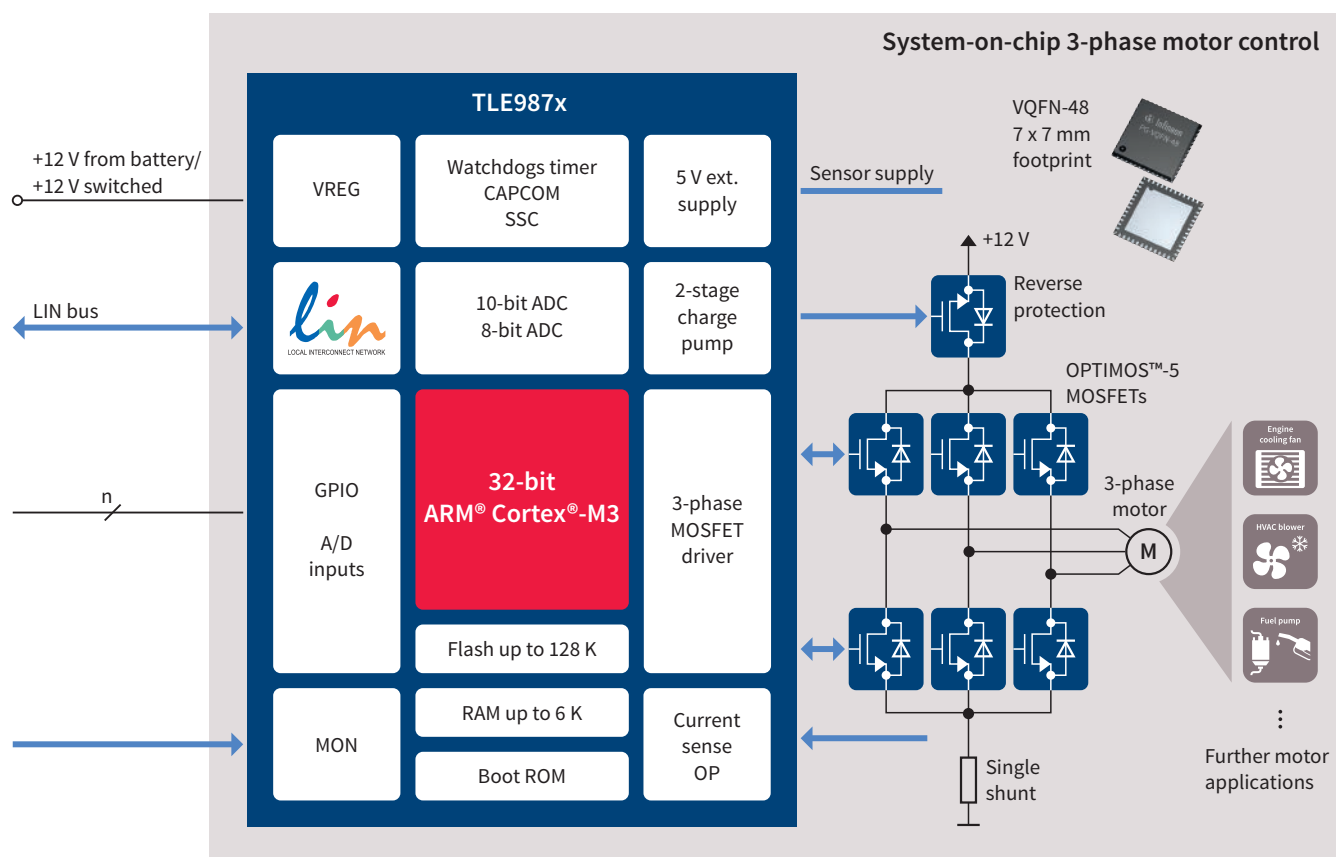 System-on-chip 3-phase motor control
TLE987x
VQFN-48
7 x 7 mm
footprint
infineon
PG-VQFN-48
+12 V from battery/
+12 V switched
VREG
Watchdogs timer
CAPCOM
SSC
5 V ext.
supply
Sensor supply
+12 V
LIN bus
lin
LOCAL INTERCONNECT NETWORK
10-bit ADC
8-bit ADC
2-stage
charge
pump
Reverse
protection
OPTIMOS™-5
MOSFETs
n
GPIO
A/D
inputs
32-bit
ARM® Cortex®-M3
3-phase
MOSFET
driver
3-phase
motor
M
Engine
cooling fan
HVAC blower
Fuel pump
Flash up to 128 K
MON
RAM up to 6 K
Boot ROM
Current
sense
OP
Single
shunt
Further motor
applications